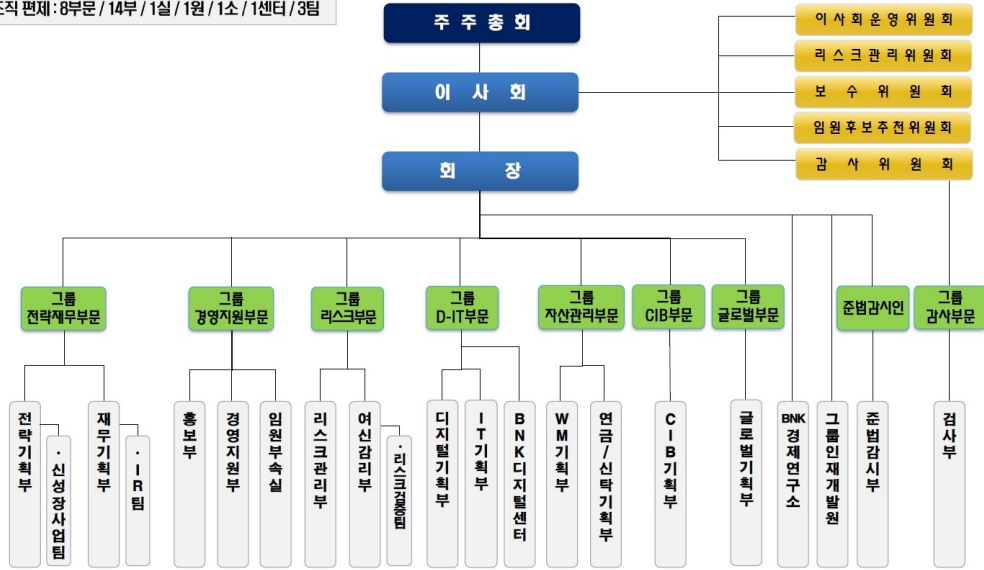 조직 편제 : 8부문 / 14부 / 1실 / 1원 / 1소 / 1센터 / 3팀
주주총회
이사회
회장
이사회운영위원회
리스크관리위원회
보수위원회
임원후보추천위원회
감사위원회
그룹
전략재무부문
그룹
경영지원부문
그룹
리스크부문
그룹
D-IT부문
그룹
자산관리부문
그룹
CIB부문
그룹
글로벌부문
준법감시인
그룹
감사부문
전략기획부
·신성장사업팀
재무기획부
·IR팀
홍보부
경영지원부
임원부속실
리스크관리부
여신감리부
·리스크검증팀
디지털기획부
IT기획부
BNK디지털센터
WM기획부
연금/신탁기획부
CIB기획부
글로벌기획부
BNK
경제연구소
그룹인재개발원
준법감시부
검사부